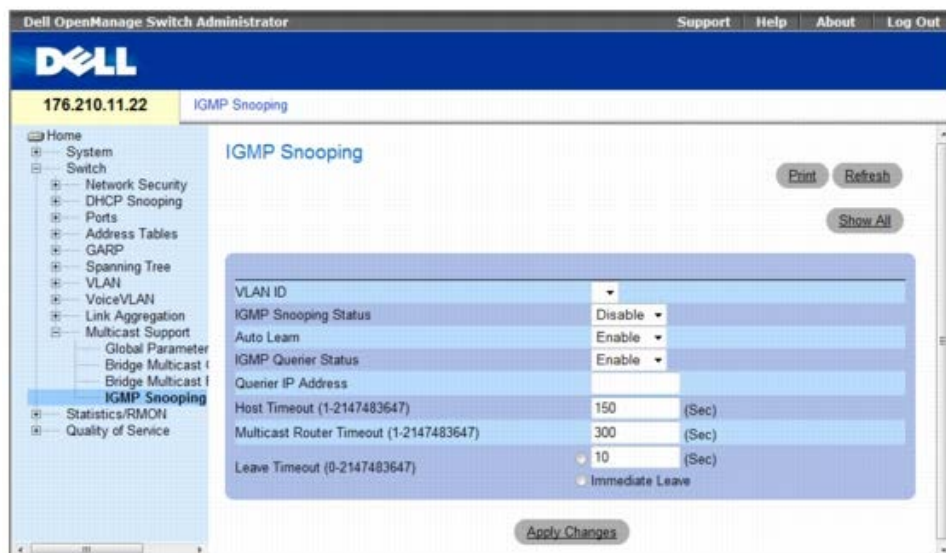 Dell OpenManage Switch Administrator
Support Help About Log Out
DELL
176.210.11.22
IGMP Snooping
Home
System
Switch
Network Security
DHCP Snooping
Ports
Address Tables
GARP
Spanning Tree
VLAN
VoiceVLAN
Link Aggregation
Multicast Support
Global Parameter
Bridge Multicast
Bridge Multicast
IGMP Snooping
Statistics/RMON
Quality of Service
IGMP Snooping
Print Refresh
Show All
VLAN ID
IGMP Snooping Status Disable
Auto Learn Enable
IGMP Querier Status Enable
Querier IP Address
Host Timeout (1-2147483647) 150 (Sec)
Multicast Router Timeout (1-2147483647) 300 (Sec)
Leave Timeout (0-2147483647) 10 (Sec)
Immediate Leave
Apply Changes